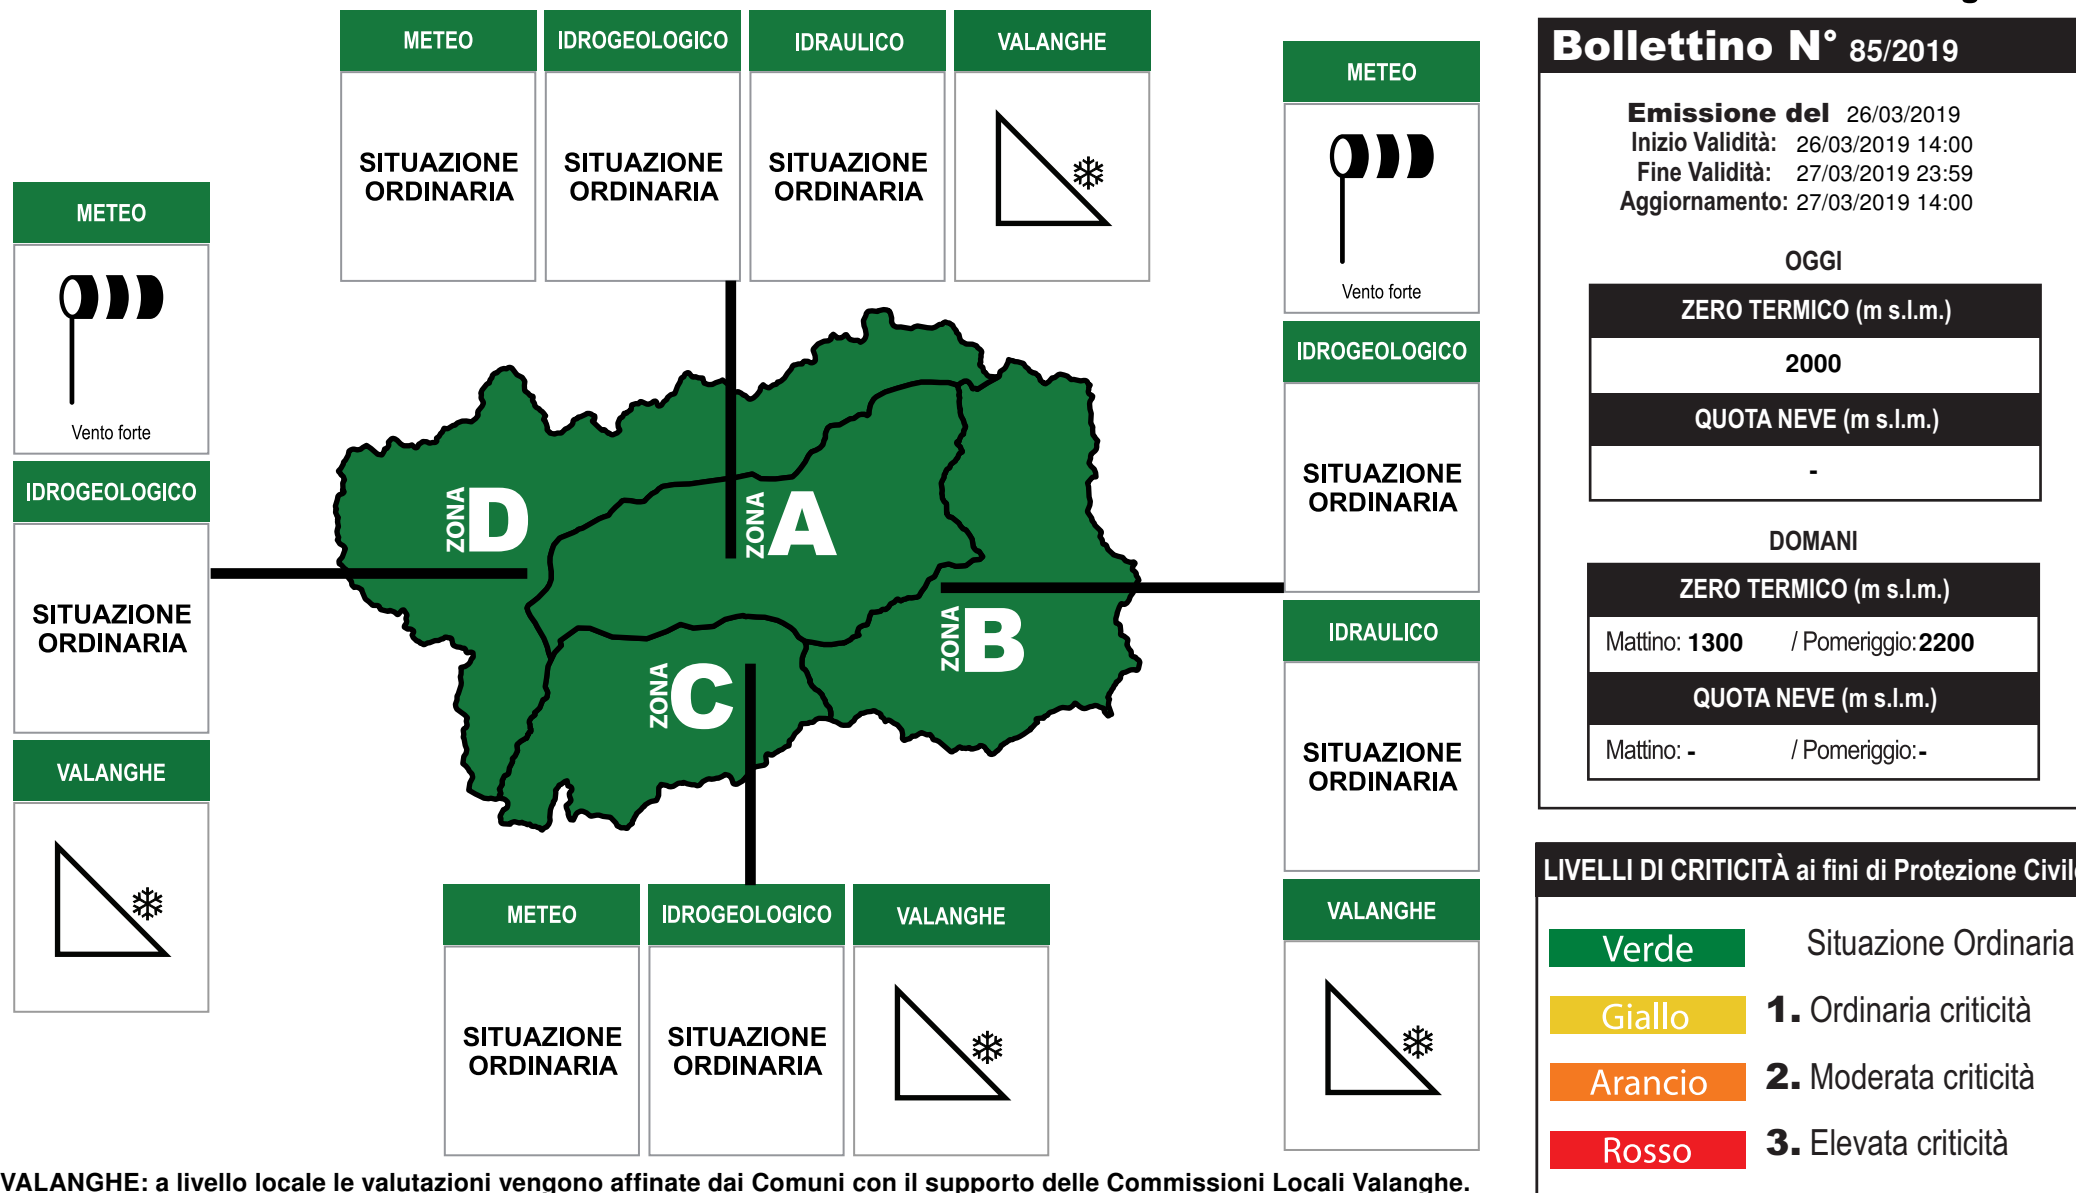 METEO
IDROGEOLOGICO
IDRAULICO
VALANGHE
SITUAZIONE
ORDINARIA
SITUAZIONE
ORDINARIA
SITUAZIONE
ORDINARIA
METEO
Vento forte
IDROGEOLOGICO
SITUAZIONE
ORDINARIA
VALANGHE
METEO
Vento forte
IDROGEOLOGICO
SITUAZIONE
ORDINARIA
IDRAULICO
SITUAZIONE
ORDINARIA
VALANGHE
ZONA D
ZONA A
ZONA B
ZONA C
METEO
IDROGEOLOGICO
VALANGHE
SITUAZIONE
ORDINARIA
SITUAZIONE
ORDINARIA
VALANGHE: a livello locale le valutazioni vengono affinate dai Comuni con il supporto delle Commissioni Locali Valanghe.
Bollettino N° 85/2019
Emissione del 26/03/2019
Inizio Validità: 26/03/2019 14:00
Fine Validità: 27/03/2019 23:59
Aggiornamento: 27/03/2019 14:00
OGGI
ZERO TERMICO (m s.l.m.)
2000
QUOTA NEVE (m s.l.m.)
-
DOMANI
ZERO TERMICO (m s.l.m.)
Mattino: 1300 / Pomeriggio: 2200
QUOTA NEVE (m s.l.m.)
Mattino: - / Pomeriggio: -
LIVELLI DI CRITICITÀ ai fini di Protezione Civil
Verde Situazione Ordinaria
Giallo 1. Ordinaria criticità
Arancio 2. Moderata criticità
Rosso 3. Elevata criticità